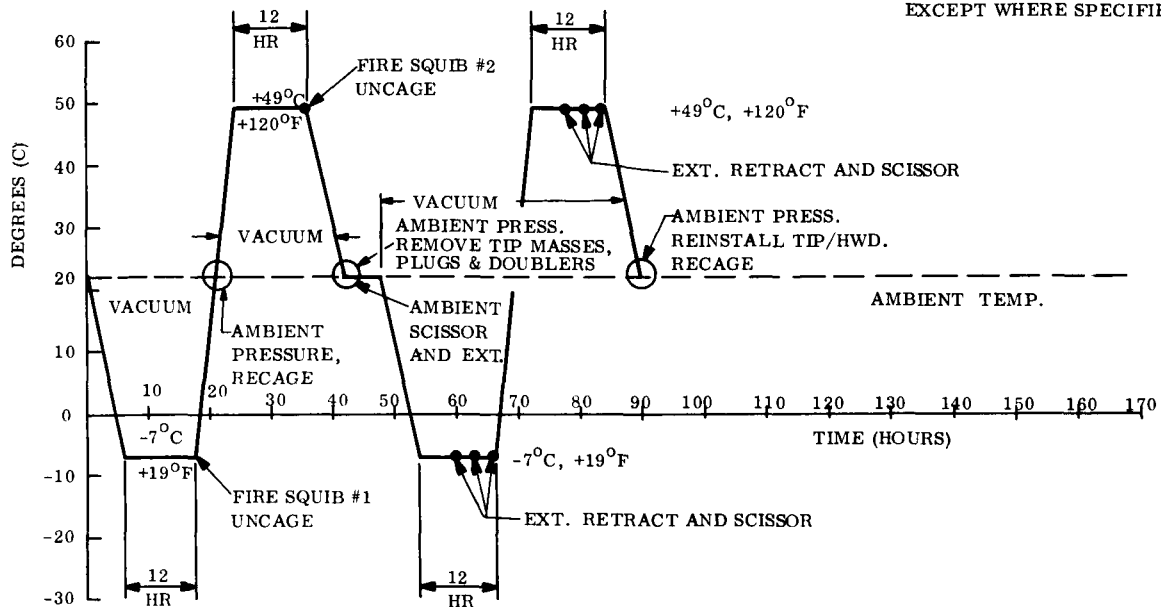 EXCEPT WHERE SPECIFIE
12
HR
12
HR
60
50
40
30
20
10
0
-10
-20
-30
DEGREES (C)
FIRE SQUIB #2
UNCAGE
+49°C
+120°F
+49°C, +120°F
EXT. RETRACT AND SCISSOR
VACUUM
AMBIENT PRESS.
REMOVE TIP MASSES,
PLUGS & DOUBLERS
AMBIENT PRESS.
REINSTALL TIP/HWD.
RECAGE
VACUUM
VACUUM
AMBIENT TEMP.
AMBIENT
PRESSURE,
RECAGE
AMBIENT
SCISSOR
AND EXT.
10 20 30 40 50 60 70 80 90 100 110 120 130 140 150 160 170
TIME (HOURS)
-7°C
+19°F
-7°C, +19°F
FIRE SQUIB #1
UNCAGE
EXT. RETRACT AND SCISSOR
12
HR
12
HR